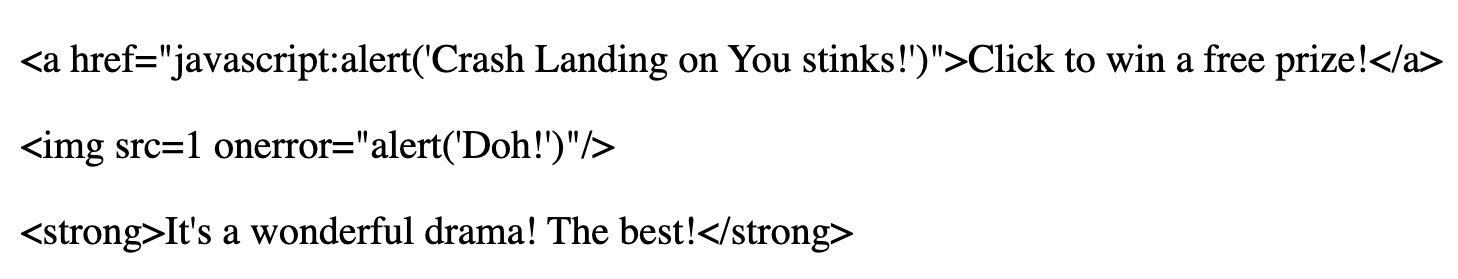 <a href="javascript:alert('Crash Landing on You stinks!')">Click to win a free prize!</a>
<img src=1 onerror="alert('Doh!')"/>
<strong>It's a wonderful drama! The best!</strong>